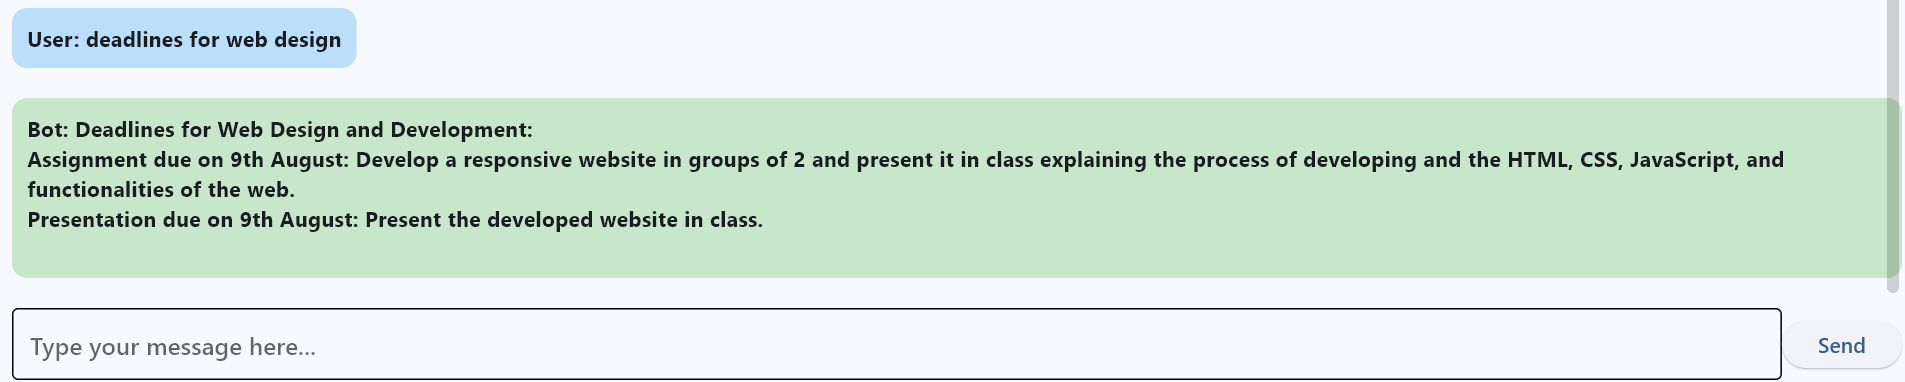 User: deadlines for web design
Bot: Deadlines for Web Design and Development:
Assignment due on 9th August: Develop a responsive website in groups of 2 and present it in class explaining the process of developing and the HTML, CSS, JavaScript, and
functionalities of the web.
Presentation due on 9th August: Present the developed website in class.
Type your message here...
Send